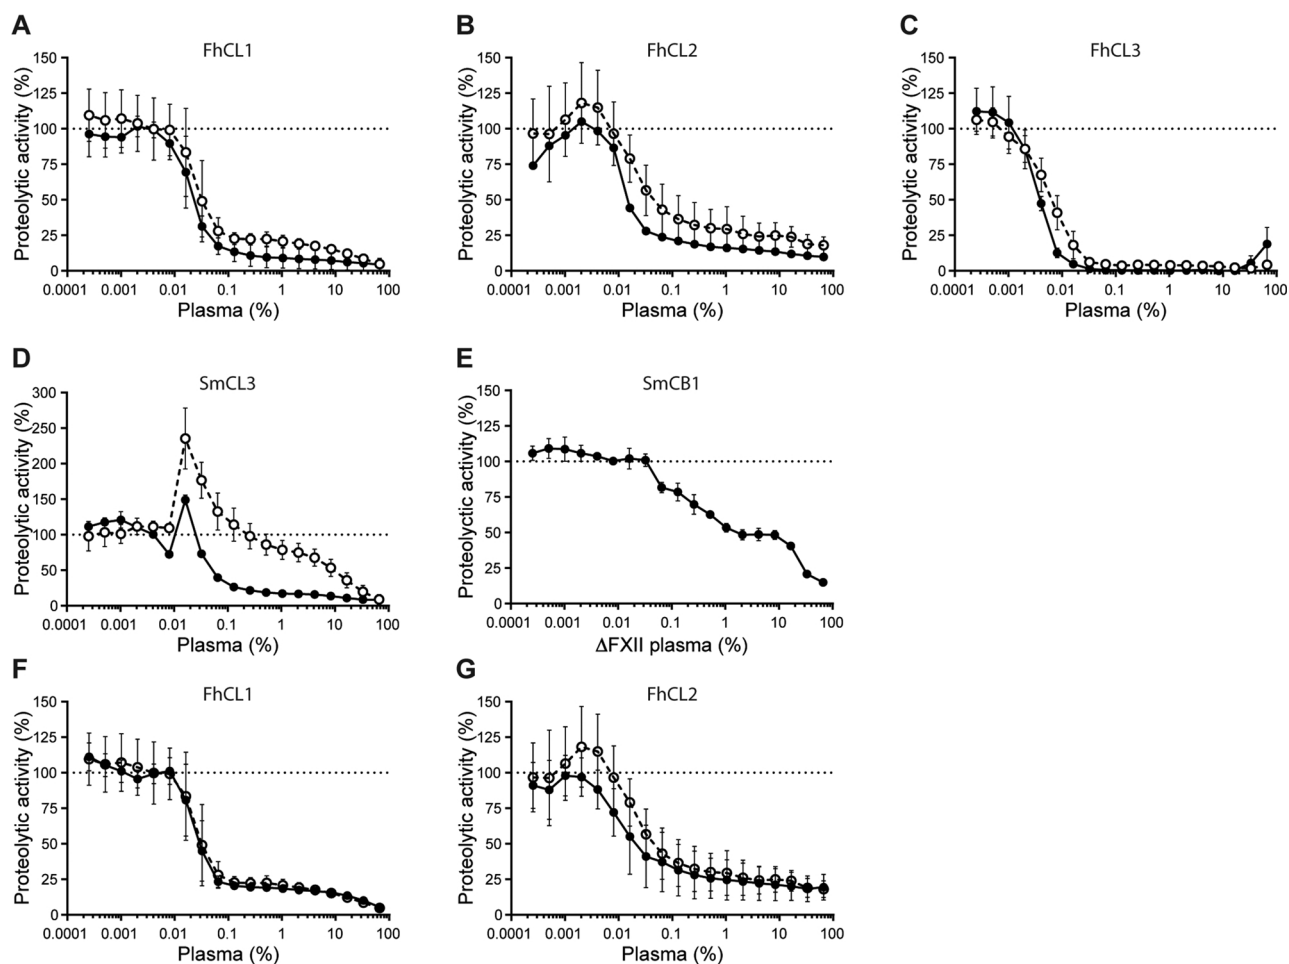 A
FhCL1
Proteolytic activity (%)
150
125
100
75
50
25
0
0.0001 0.001 0.01 0.1 1 10 100
Plasma (%)
B
FhCL2
Proteolytic activity (%)
150
125
100
75
50
25
0
0.0001 0.001 0.01 0.1 1 10 100
Plasma (%)
C
FhCL3
Proteolytic activity (%)
150
125
100
75
50
25
0
0.0001 0.001 0.01 0.1 1 10 100
Plasma (%)
D
SmCL3
Proteolytic activity (%)
300
250
200
150
100
50
0
0.0001 0.001 0.01 0.1 1 10 100
Plasma (%)
E
SmCB1
Proteolyctic activity (%)
150
125
100
75
50
25
0
0.0001 0.001 0.01 0.1 1 10 100
ΔFXII plasma (%)
F
FhCL1
Proteolytic activity (%)
150
125
100
75
50
25
0
0.0001 0.001 0.01 0.1 1 10 100
Plasma (%)
G
FhCL2
Proteolytic activity (%)
150
125
100
75
50
25
0
0.0001 0.001 0.01 0.1 1 10 100
Plasma (%)